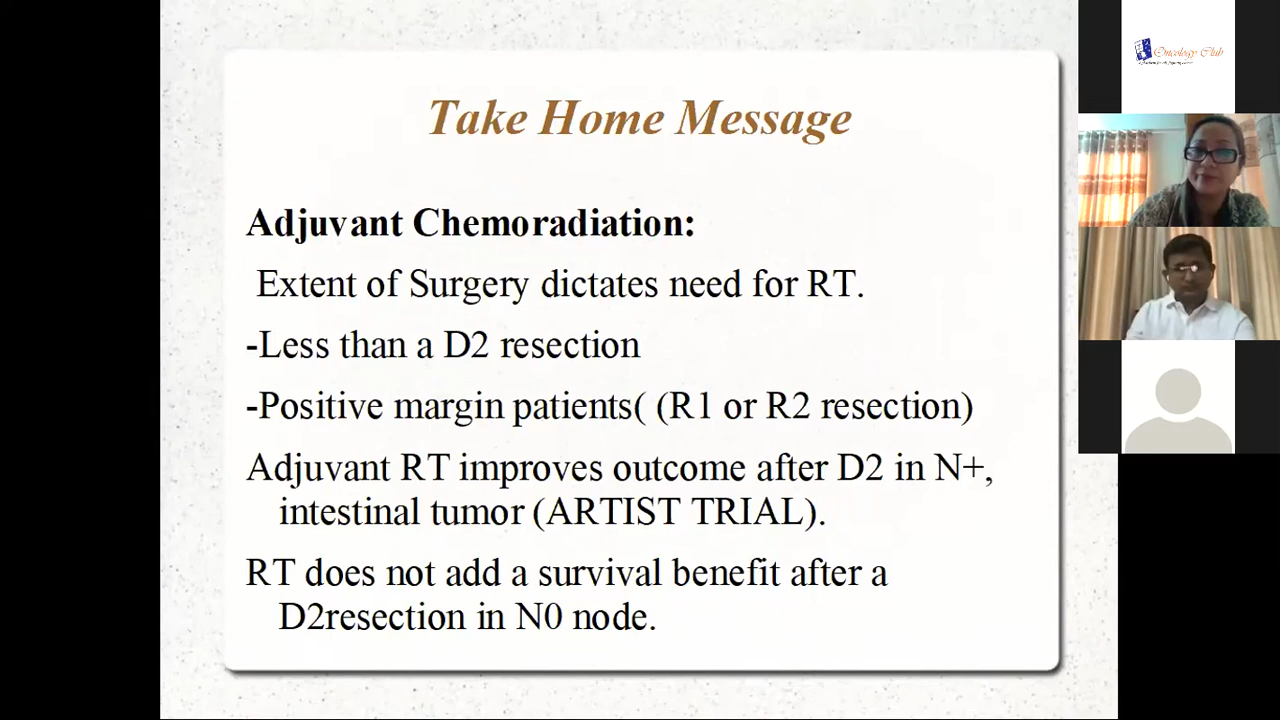 Take Home Message
Adjuvant Chemoradiation:
Extent of Surgery dictates need for RT.
-Less than a D2 resection
-Positive margin patients( (R1 or R2 resection)
Adjuvant RT improves outcome after D2 in N+,
intestinal tumor (ARTIST TRIAL).
RT does not add a survival benefit after a
D2resection in N0 node.
Oncology Club